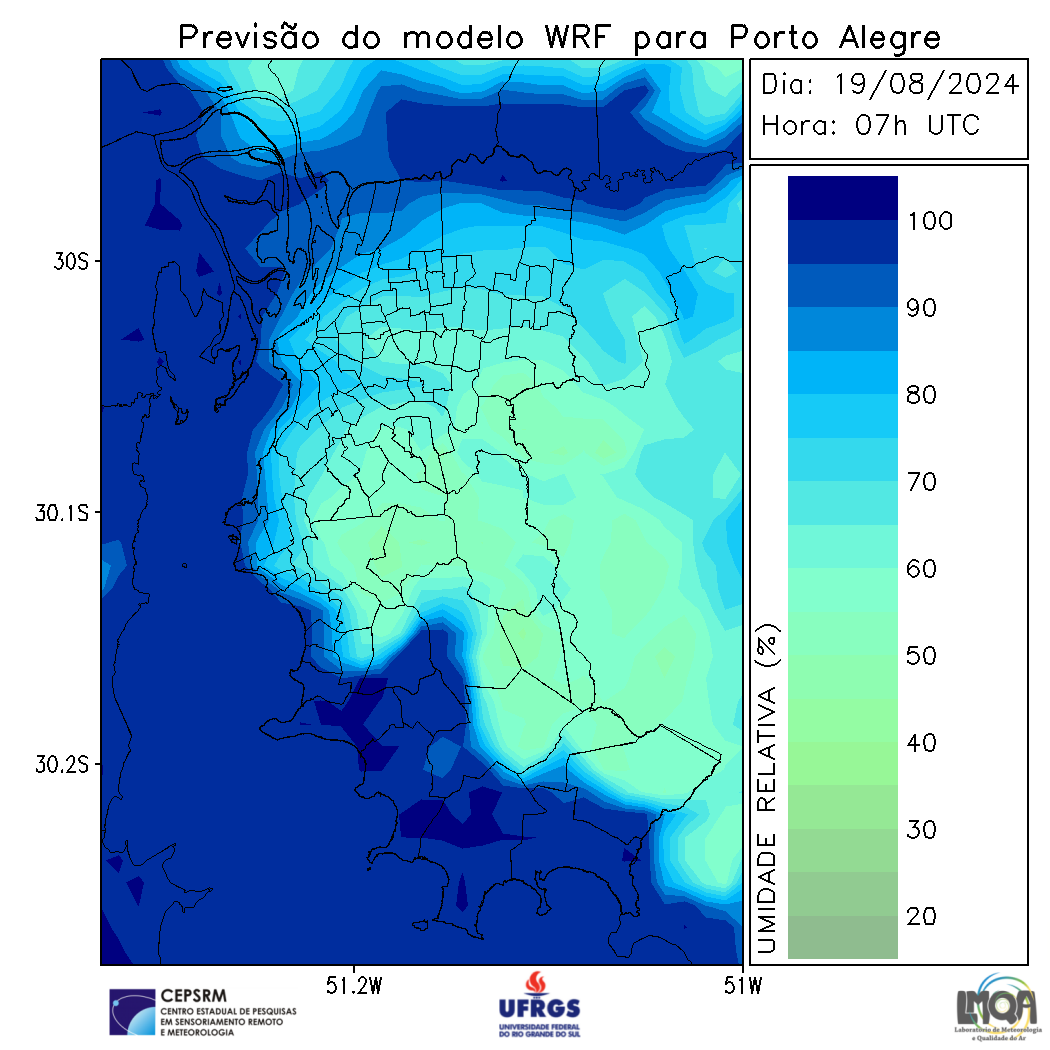 Previsão do modelo WRF para Porto Alegre
Dia: 19/08/2024
Hora: 07h UTC
100
90
80
70
60
50
40
30
20
UMIDADE RELATIVA (%)
30S
30.1S
30.2S
51.2W
51W
CEPSRM
CENTRO ESTADUAL DE PESQUISAS
EM SENSORIAMENTO REMOTO
E METEOROLOGIA
UFRGS
UNIVERSIDADE FEDERAL
DO RIO GRANDE DO SUL
LMQA
Laboratório de Meteorologia
e Qualidade do Ar